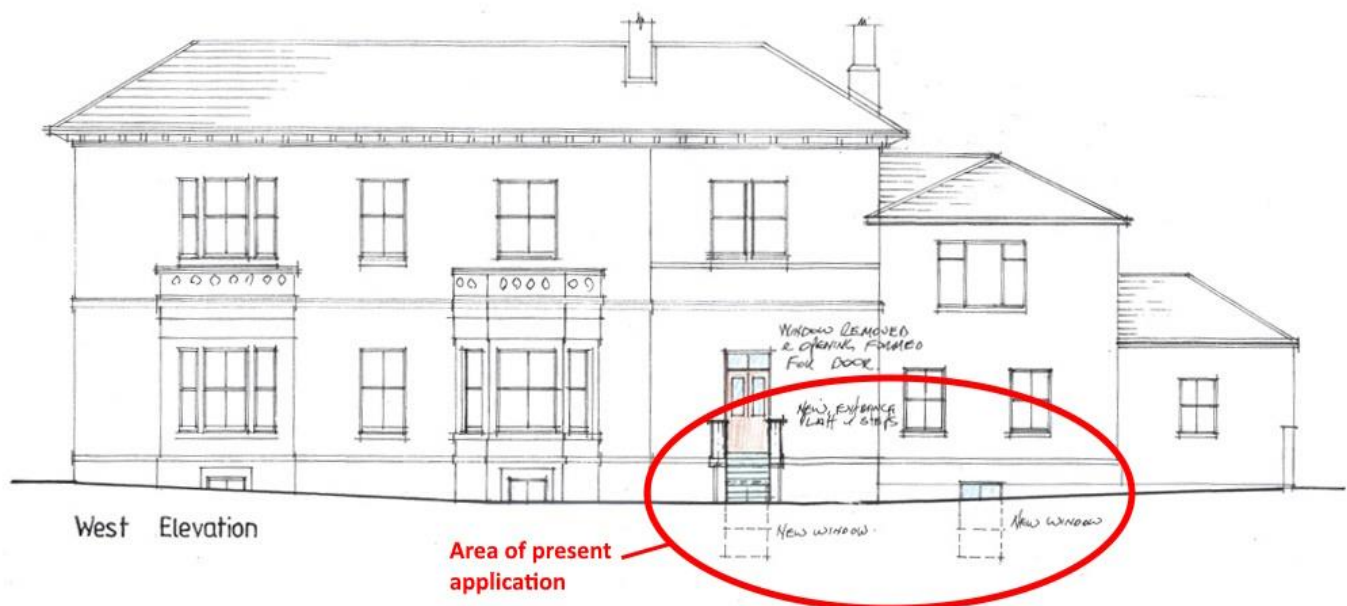 WINDOW REMOVED
& OPENING FORMED
FOR DOOR
NEW ENTRANCE
PLATT & STEPS
West Elevation
NEW WINDOW.
NEW WINDOW
Area of present
application